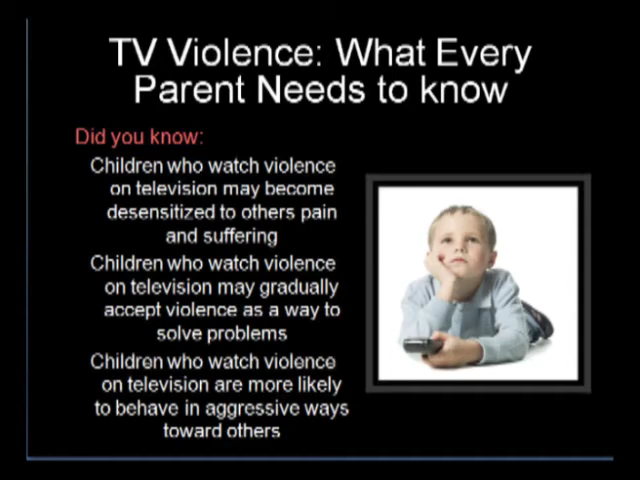 TV Violence: What Every
Parent Needs to know
Did you know:
Children who watch violence
on television may become
desensitized to others pain
and suffering
Children who watch violence
on television may gradually
accept violence as a way to
solve problems
Children who watch violence
on television are more likely
to behave in aggressive ways
toward others